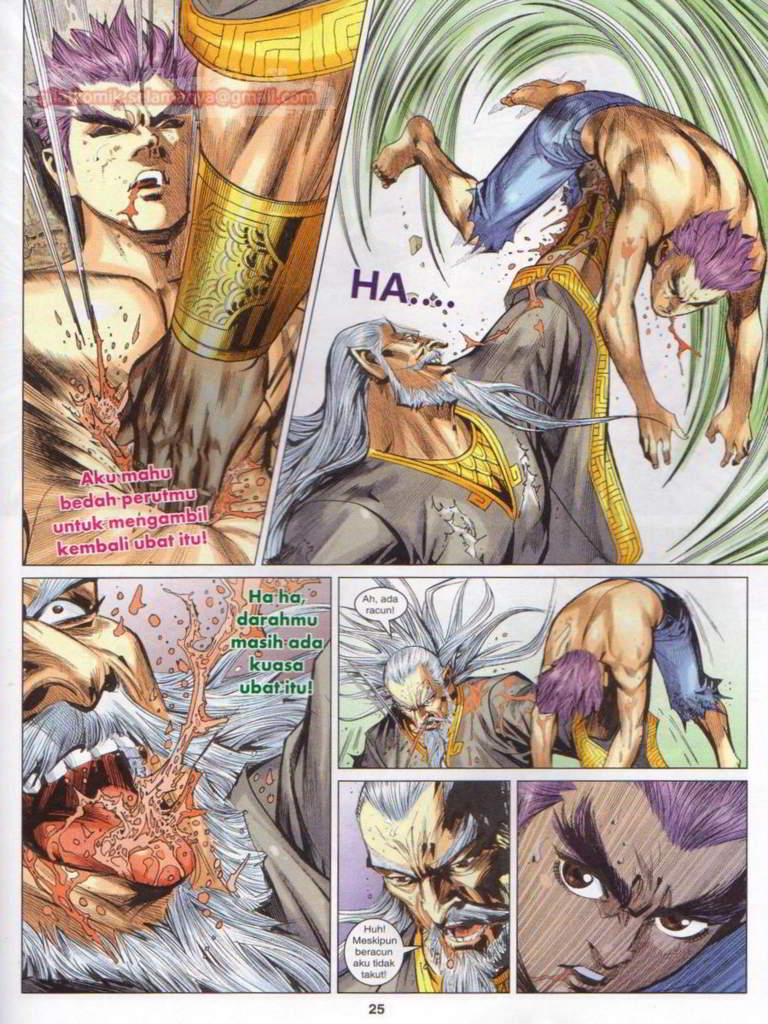 Aku mahu
bedah perutmu
untuk mengambil
kembali ubat itu!
HA....
Ha ha,
darahmu
masih ada
kuasa
ubat itu!
Ah, ada
racun!
Huh!
Meskipun
beracun
aku tidak
takut!
25